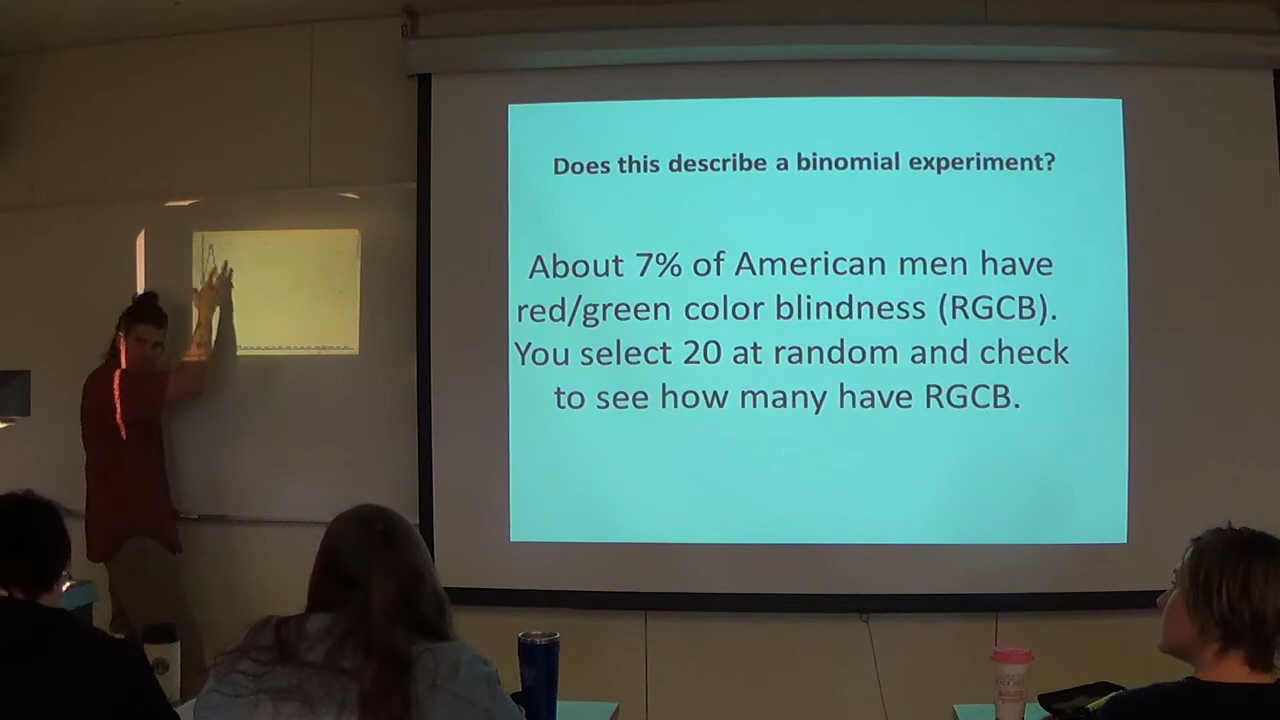 Does this describe a binomial experiment?
About 7% of American men have
red/green color blindness (RGCB).
You select 20 at random and check
to see how many have RGCB.